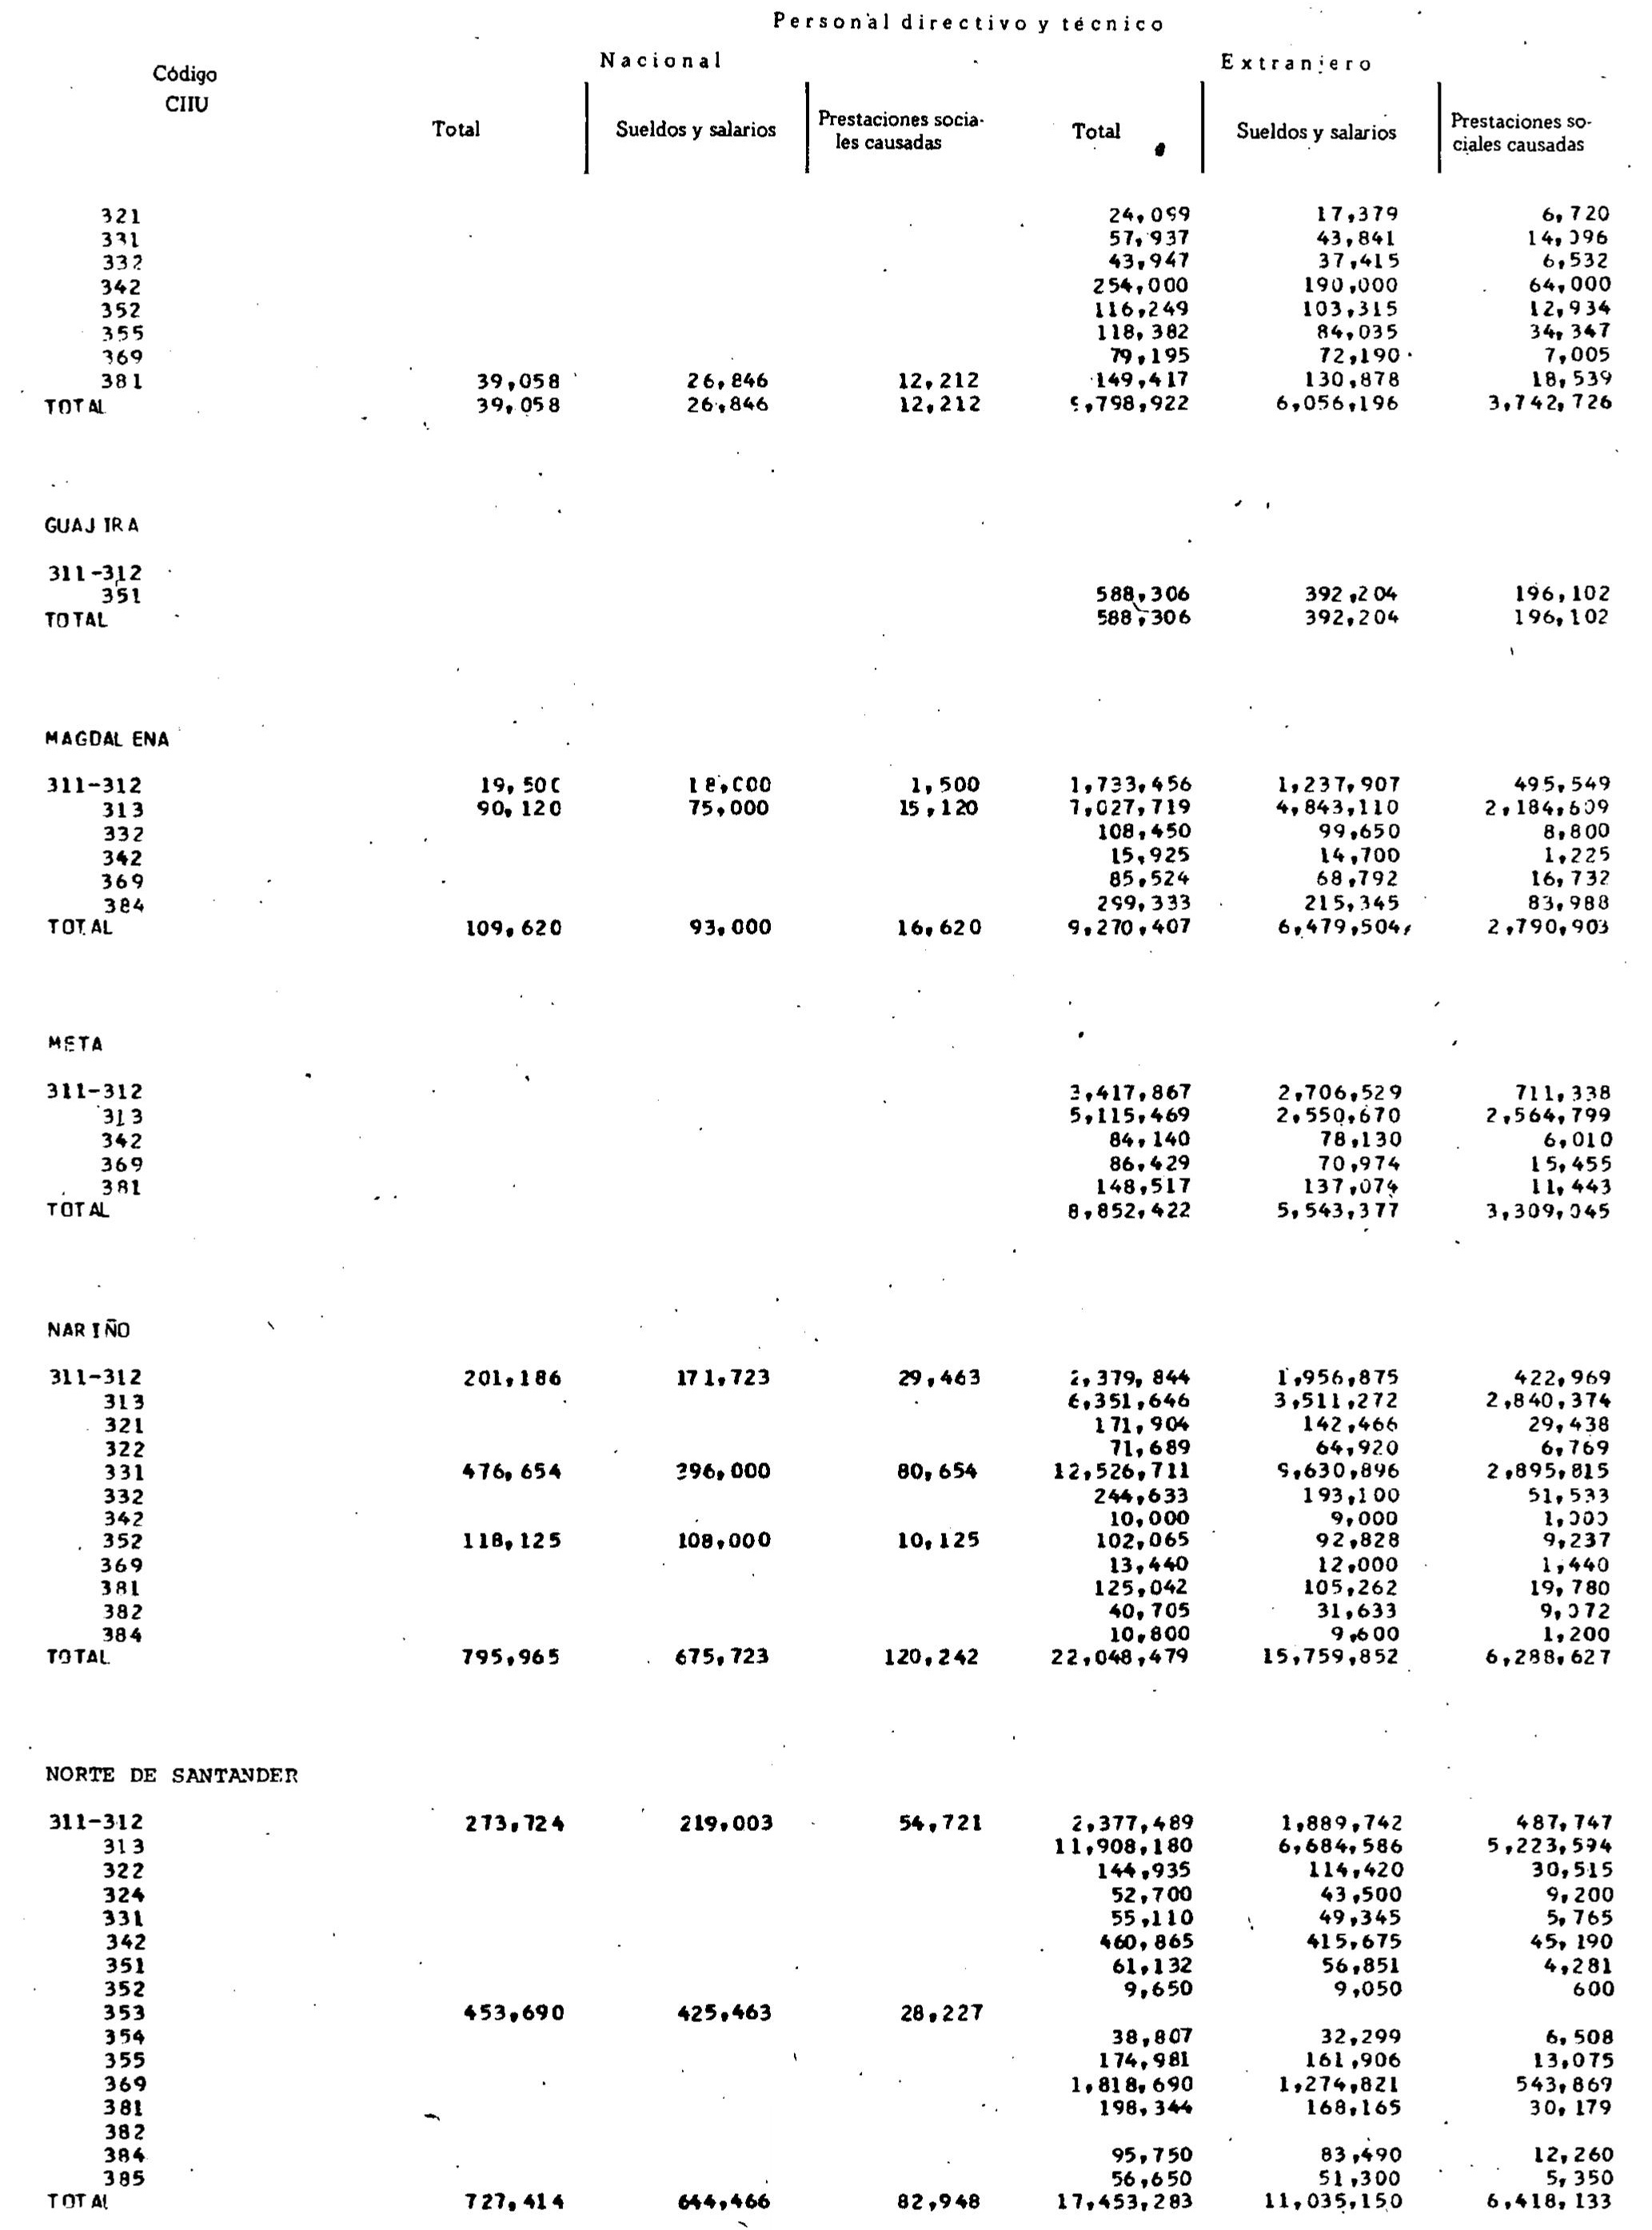 Personal directivo y técnico
Nacional Extranjero
Código CIIU Total Sueldos y salarios Prestaciones sociales causadas Total Sueldos y salarios Prestaciones sociales causadas
321 24,099 17,379 6,720
331 57,937 43,841 14,096
332 43,947 37,415 6,532
342 254,000 190,000 64,000
352 116,249 103,315 12,934
355 118,382 84,035 34,347
369 79,195 72,190 7,005
381 39,058 26,846 12,212 149,417 130,878 18,539
TOTAL 39,058 26,846 12,212 9,798,922 6,056,196 3,742,726
GUAJIRA
311-312
351 588,306 392,204 196,102
TOTAL 588,306 392,204 196,102
MAGDALENA
311-312 19,500 18,000 1,500 1,733,456 1,237,907 495,549
313 90,120 75,000 15,120 7,027,719 4,843,110 2,184,609
332 108,450 99,650 8,800
342 15,925 14,700 1,225
369 85,524 68,792 16,732
384 299,333 215,345 83,988
TOTAL 109,620 93,000 16,620 9,270,407 6,479,504 2,790,903
META
311-312 3,417,867 2,706,529 711,338
313 5,115,469 2,550,670 2,564,799
342 84,140 78,130 6,010
369 86,429 70,974 15,455
381 148,517 137,074 11,443
TOTAL 8,852,422 5,543,377 3,309,045
NARIÑO
311-312 201,186 171,723 29,463 2,379,844 1,956,875 422,969
313 6,351,646 3,511,272 2,840,374
321 171,904 142,466 29,438
322 71,689 64,920 6,769
331 476,654 396,000 80,654 12,526,711 9,630,896 2,895,815
332 244,633 193,100 51,533
342 10,000 9,000 1,000
352 118,125 108,000 10,125 102,065 92,828 9,237
369 13,440 12,000 1,440
381 125,042 105,262 19,780
382 40,705 31,633 9,072
384 10,800 9,600 1,200
TOTAL 795,965 675,723 120,242 22,048,479 15,759,852 6,288,627
NORTE DE SANTANDER
311-312 273,724 219,003 54,721 2,377,489 1,889,742 487,747
313 11,908,180 6,684,586 5,223,594
322 144,935 114,420 30,515
324 52,700 43,500 9,200
331 55,110 49,345 5,765
342 460,865 415,675 45,190
351 61,132 56,851 4,281
352 9,650 9,050 600
353 453,690 425,463 28,227
354 38,807 32,299 6,508
355 174,981 161,906 13,075
369 1,818,690 1,274,821 543,869
381 198,344 168,165 30,179
382
384 95,750 83,490 12,260
385 56,650 51,300 5,350
TOTAL 727,414 644,466 82,948 17,453,283 11,035,150 6,418,133